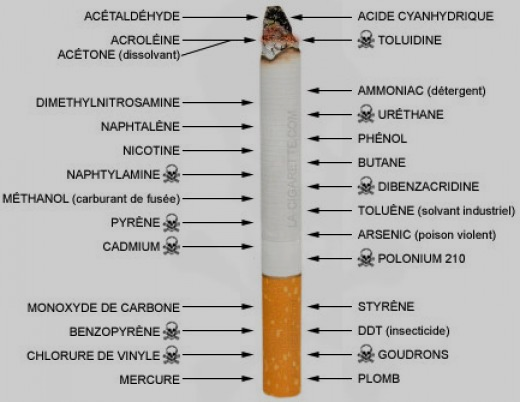 ACÉTALDÉHYDE
ACROLÉINE
ACÉTONE (dissolvant)
DIMETHYLNITROSAMINE
NAPHTALÈNE
NICOTINE
NAPHTYLAMINE
MÉTHANOL (carburant de fusée)
PYRÈNE
CADMIUM
MONOXYDE DE CARBONE
BENZOPYRÈNE
CHLORURE DE VINYLE
MERCURE
LA CIGARETTE.COM
ACIDE CYANHYDRIQUE
TOLUIDINE
AMMONIAC (détergent)
URÉTHANE
PHÉNOL
BUTANE
DIBENZACRIDINE
TOLUÈNE (solvant industriel)
ARSENIC (poison violent)
POLONIUM 210
STYRÈNE
DDT (insecticide)
GOUDRONS
PLOMB